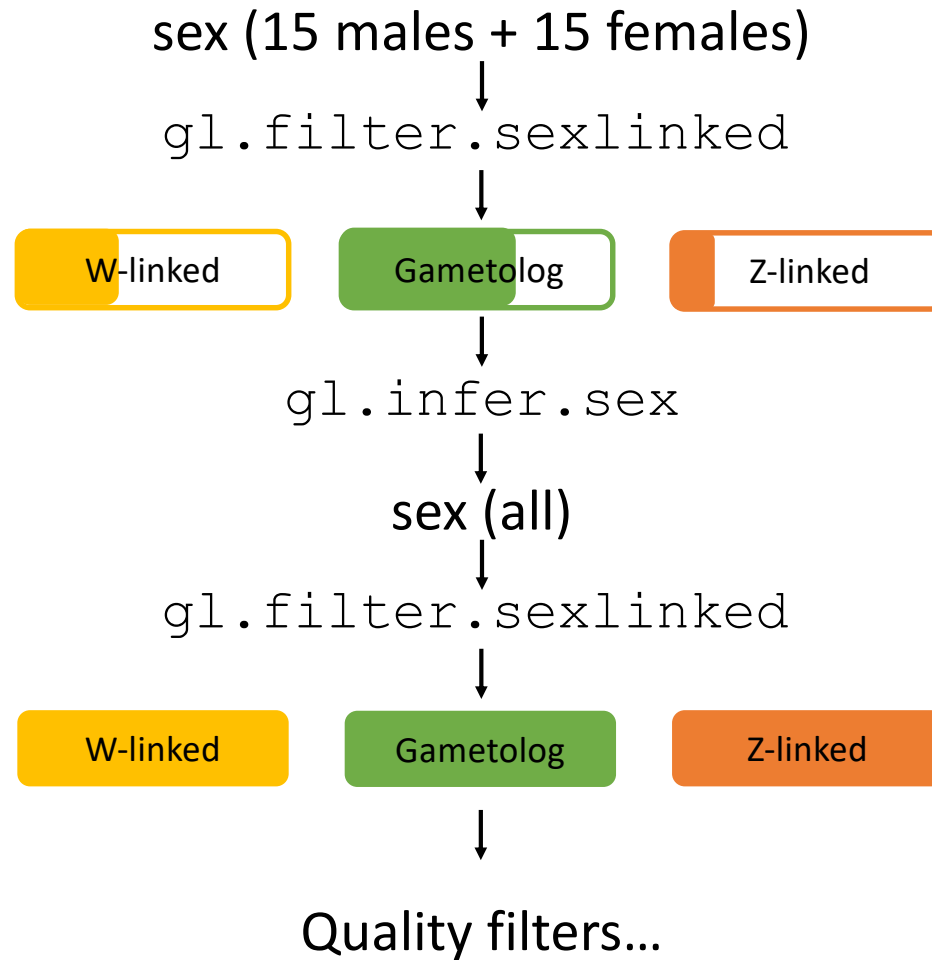 sex (15 males + 15 females)
gl.filter.sexlinked
W-linked Gametolog Z-linked
gl.infer.sex
sex (all)
gl.filter.sexlinked
W-linked Gametolog Z-linked
Quality filters…